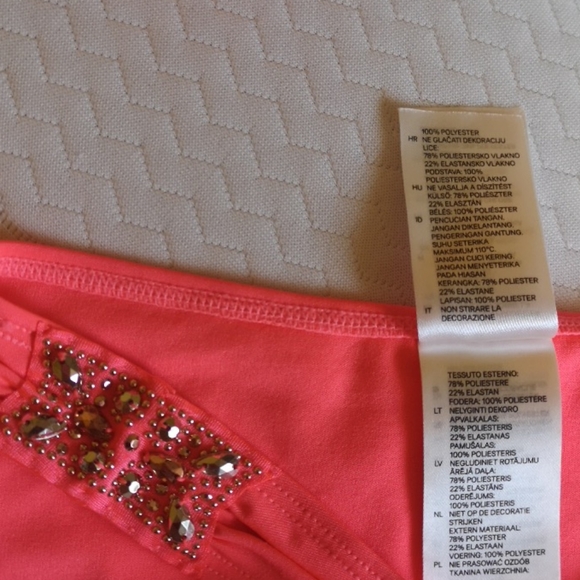 100% POLYESTER
HR NE GLAČATI DEKORACIJU
LICE:
78% POLIESTERSKO VLAKNO
22% ELASTANSKO VLAKNO
PODSTAVA: 100%
POLIESTERSKO VLAKNO
HU NE VASALJA A DÍSZÍTÉST
KÜLSŐ: 78% POLIÉSZTER
22% ELASZTÁN
BÉLÉS: 100% POLIÉSZTER
ID PENCUCIAN TANGAN.
JANGAN DIKELANTANG.
PENGERINGAN GANTUNG.
SUHU SETERIKA
MAKSIMUM 110°C.
JANGAN CUCI KERING.
JANGAN MENYETERIKA
PADA HIASAN
KERANGKA: 78% POLIESTER
22% ELASTANE
LAPISAN: 100% POLIESTER
IT NON STIRARE LA
DECORAZIONE
TESSUTO ESTERNO:
78% POLIESTERE
22% ELASTAN
FODERA: 100% POLIESTERE
LT NELYGINTI DEKORO
APVALKALAS:
78% POLIESTERIS
22% ELASTANAS
PAMUŠALAS:
100% POLIESTERIS
LV NEGLUDINIET ROTĀJUMU
ĀRĒJĀ DAĻA:
78% POLIESTERIS
22% ELASTĀNS
ODERĒJUMS:
100% POLIESTERIS
NL NIET OP DE DECORATIE
STRIJKEN
EXTERN MATERIAAL:
78% POLYESTER
22% ELASTAAN
VOERING: 100% POLYESTER
PL NIE PRASOWAĆ OZDÓB
TKANINA WIERZCHNIA: